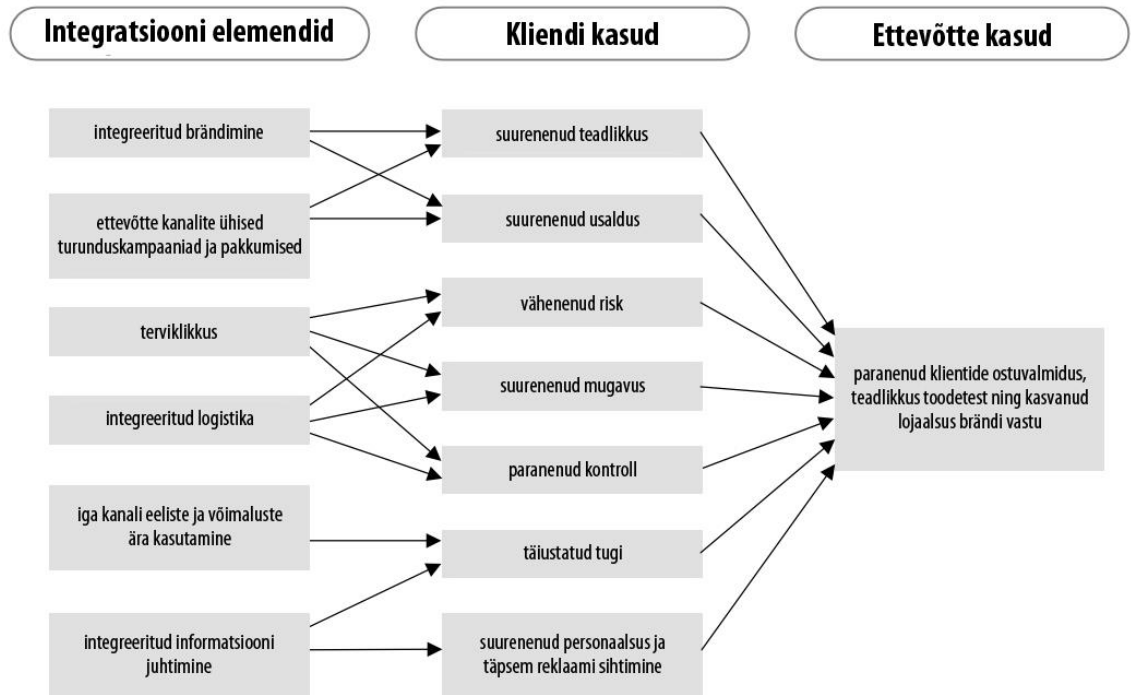 Integratsiooni elemendid
Kliendi kasud
Ettevõtte kasud
integreeritud brändimine
ettevõtte kanalite ühised
turunduskampaaniad ja pakkumised
terviklikkus
integreeritud logistika
iga kanali eeliste ja võimaluste
ära kasutamine
integreeritud informatsiooni
juhtimine
suurenenud teadlikkus
suurenenud usaldus
vähenenud risk
suurenenud mugavus
paranenud kontroll
täiustatud tugi
suurenenud personaalsus ja
täpsem reklaami sihtimine
paranenud klientide ostuvalmidus,
teadlikkus toodetest ning kasvanud
lojaalsus brändi vastu